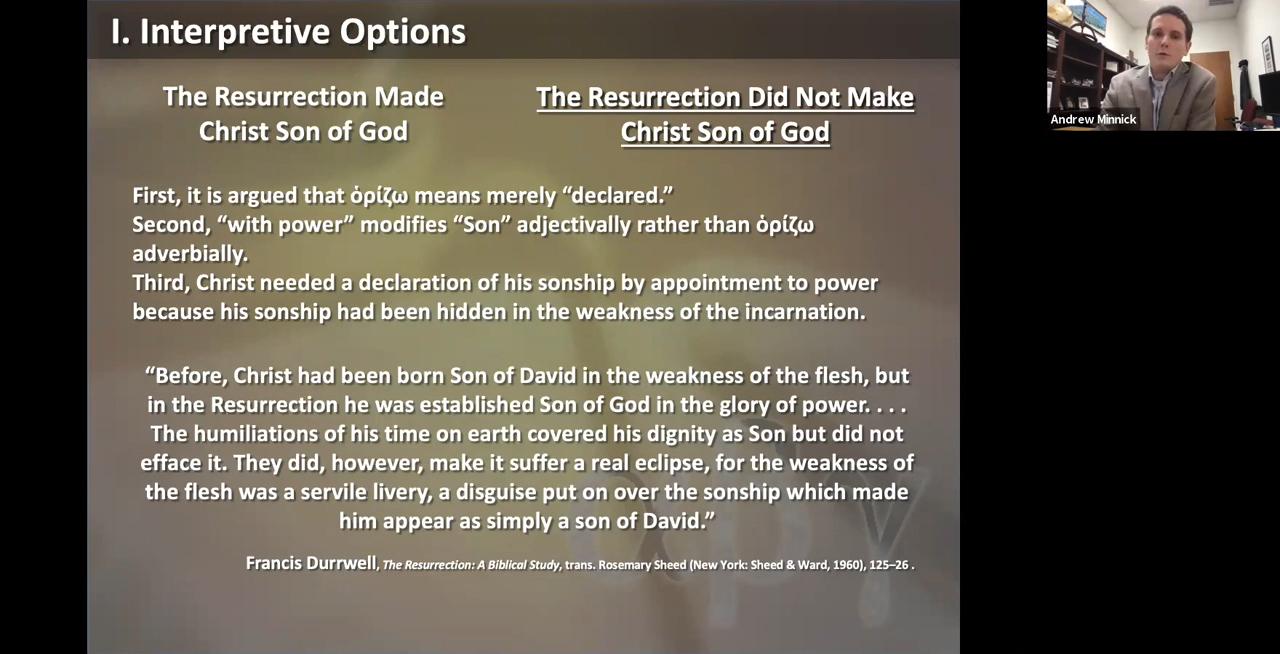 I. Interpretive Options
The Resurrection Made
Christ Son of God
The Resurrection Did Not Make
Christ Son of God
First, it is argued that ὁρίζω means merely “declared.”
Second, “with power” modifies “Son” adjectivally rather than ὁρίζω
adverbially.
Third, Christ needed a declaration of his sonship by appointment to power
because his sonship had been hidden in the weakness of the incarnation.
“Before, Christ had been born Son of David in the weakness of the flesh, but
in the Resurrection he was established Son of God in the glory of power. . . .
The humiliations of his time on earth covered his dignity as Son but did not
efface it. They did, however, make it suffer a real eclipse, for the weakness of
the flesh was a servile livery, a disguise put on over the sonship which made
him appear as simply a son of David.”
Francis Durrwell, The Resurrection: A Biblical Study, trans. Rosemary Sheed (New York: Sheed & Ward, 1960), 125–26 .
Andrew Minnick